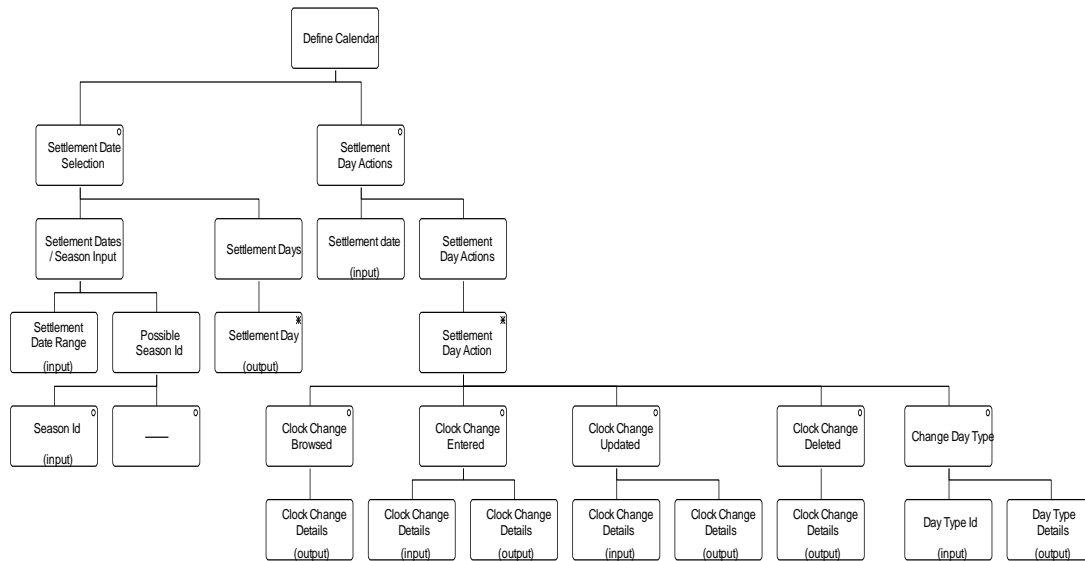 Define Calendar
o
Settlement Date
Selection
o
Settlement
Day Actions
Setlement Dates
/ Season Input
Settlement Days
Settlement date
(input)
Settlement
Day Actions
Settlement
Date Range
(input)
Possible
Season Id
*
Settlement Day
(output)
*
Settlement
Day Action
o
Season Id
(input)
o
—
o
Clock Change
Browsed
o
Clock Change
Entered
o
Clock Change
Updated
o
Clock Change
Deleted
o
Change Day Type
Clock Change
Details
(output)
Clock Change
Details
(input)
Clock Change
Details
(output)
Clock Change
Details
(input)
Clock Change
Details
(output)
Clock Change
Details
(output)
Day Type Id
(input)
Day Type
Details
(output)